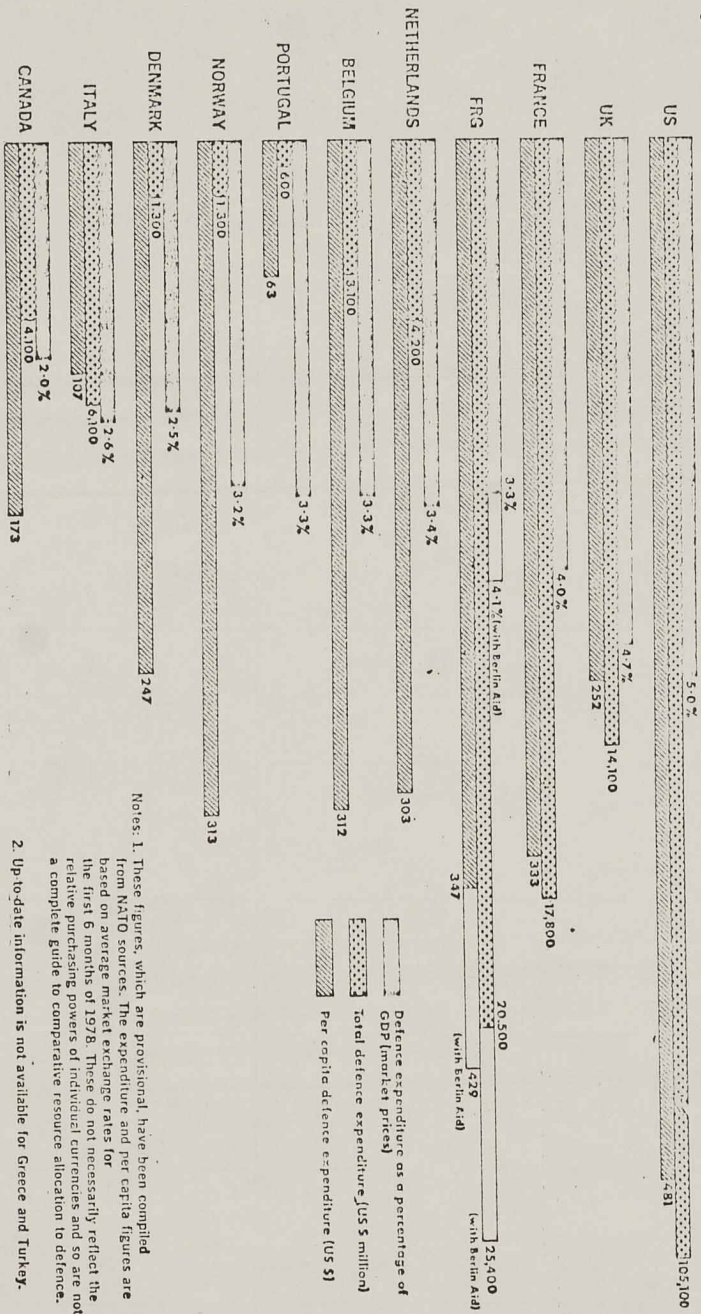 US
5·0%
105,100
481
UK
4·7%
14,100
252
FRANCE
4·0%
17,800
333
FRG
3·3%
4·1% (with Berlin Aid)
20,500
25,400
(with Berlin Aid)
347
429
(with Berlin Aid)
NETHERLANDS
3·4%
4,200
303
BELGIUM
3·3%
3,100
312
PORTUGAL
3·3%
600
63
NORWAY
3·2%
1,300
313
DENMARK
2·5%
1,300
247
ITALY
2·6%
6,100
107
CANADA
2·0%
4,100
173
Defence expenditure as a percentage of
GDP (market prices)
Total defence expenditure (US $ million)
Per capita defence expenditure (US $)
Notes: 1. These figures, which are provisional, have been compiled
from NATO sources. The expenditure and per capita figures are
based on average market exchange rates for
the first 6 months of 1978. These do not necessarily reflect the
relative purchasing powers of individual currencies and so are not
a complete guide to comparative resource allocation to defence.
2. Up-to-date information is not available for Greece and Turkey.